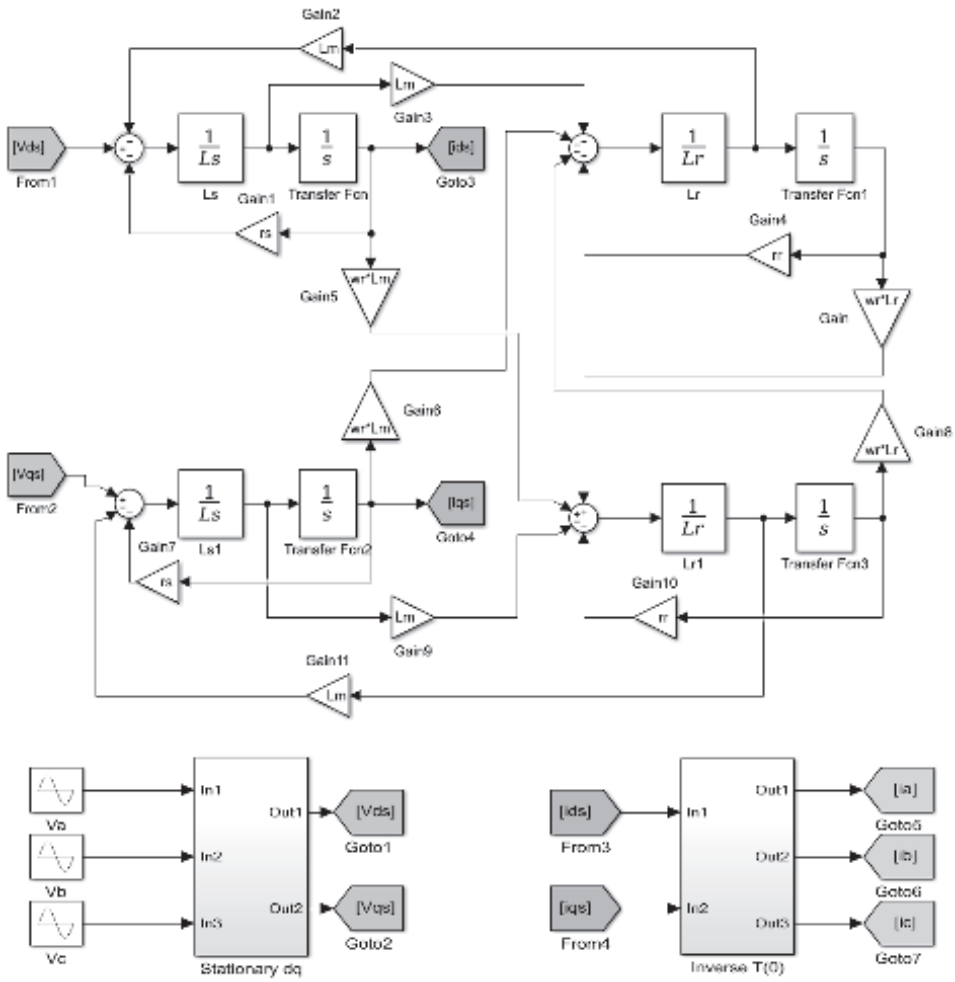 Gain2
Lm
Lm
Gain3
[Vds]
From1
1
Ls
Ls
1
s
Transfer Fcn
[ids]
Goto3
1
Lr
Lr
1
s
Transfer Fcn1
Gain1
rs
Gain4
rr
wr*Lm
Gain5
wr*Lr
Gain
wr*Lm
Gain6
wr*Lr
Gain8
[Vqs]
From2
1
Ls
Ls1
1
s
Transfer Fcn2
[Iqs]
Goto4
1
Lr
Lr1
1
s
Transfer Fcn3
Gain7
rs
Gain10
rr
Lm
Gain9
Gain11
Lm
Va
Vb
Vc
In1
In2
In3
Out1
Out2
Stationary dq
[Vds]
Goto1
[Vqs]
Goto2
[ids]
From3
[iqs]
From4
In1
In2
Out1
Out2
Out3
Inverse T(0)
[ia]
Goto5
[ib]
Goto6
[ic]
Goto7